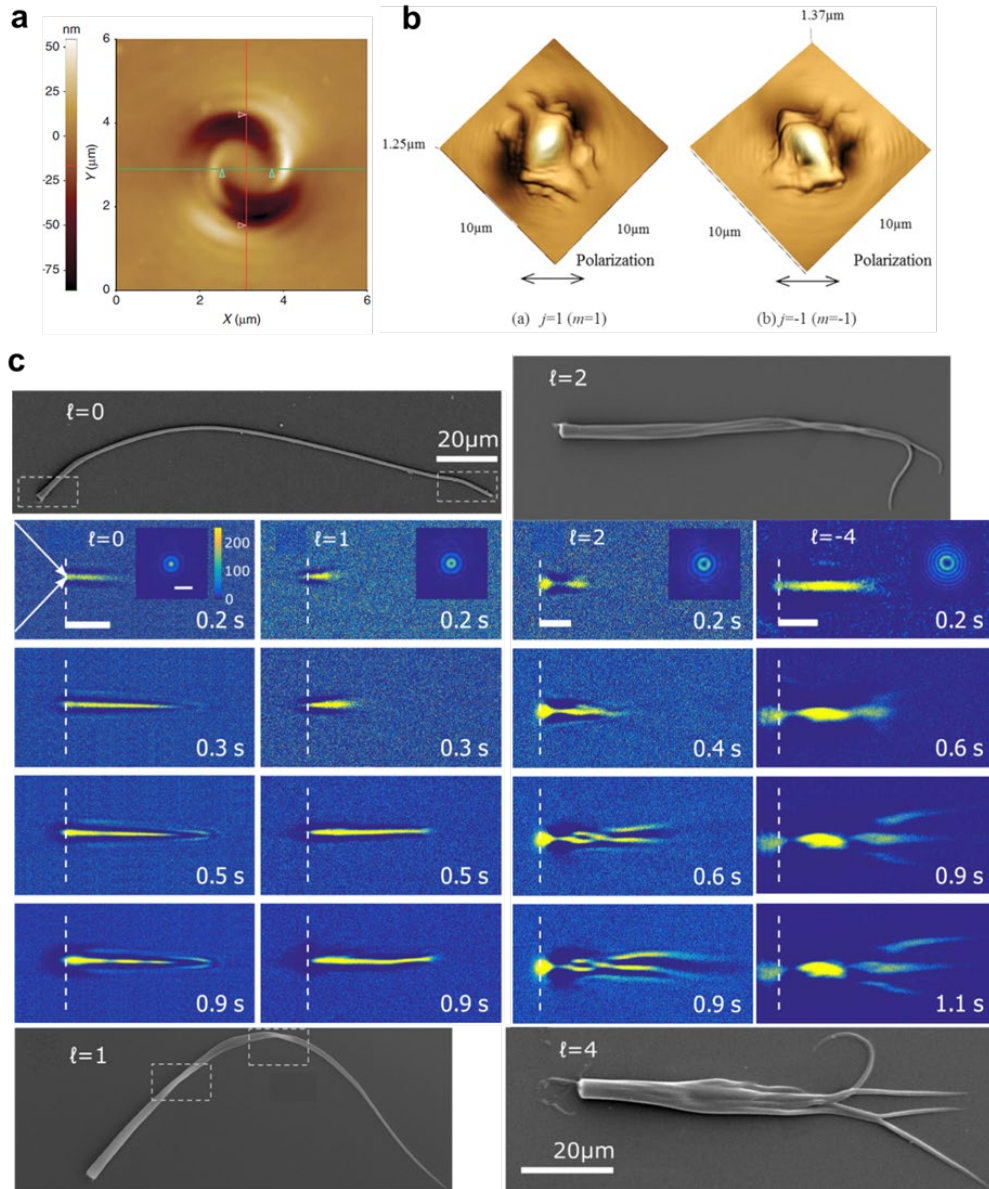 a
nm
50
25
0
-25
-50
-75
6
4
2
0
Y (µm)
0 2 4 6
X (µm)
b
1.37µm
1.25µm
10µm 10µm 10µm 10µm
Polarization Polarization
(a) j=1 (m=1) (b) j=-1 (m=-1)
c
ℓ=0
20µm
ℓ=2
ℓ=0 200 100 0 0.2 s
ℓ=1 0.2 s
ℓ=2 0.2 s
ℓ=-4 0.2 s
0.3 s 0.3 s 0.4 s 0.6 s
0.5 s 0.5 s 0.6 s 0.9 s
0.9 s 0.9 s 0.9 s 1.1 s
ℓ=1
ℓ=4
20µm